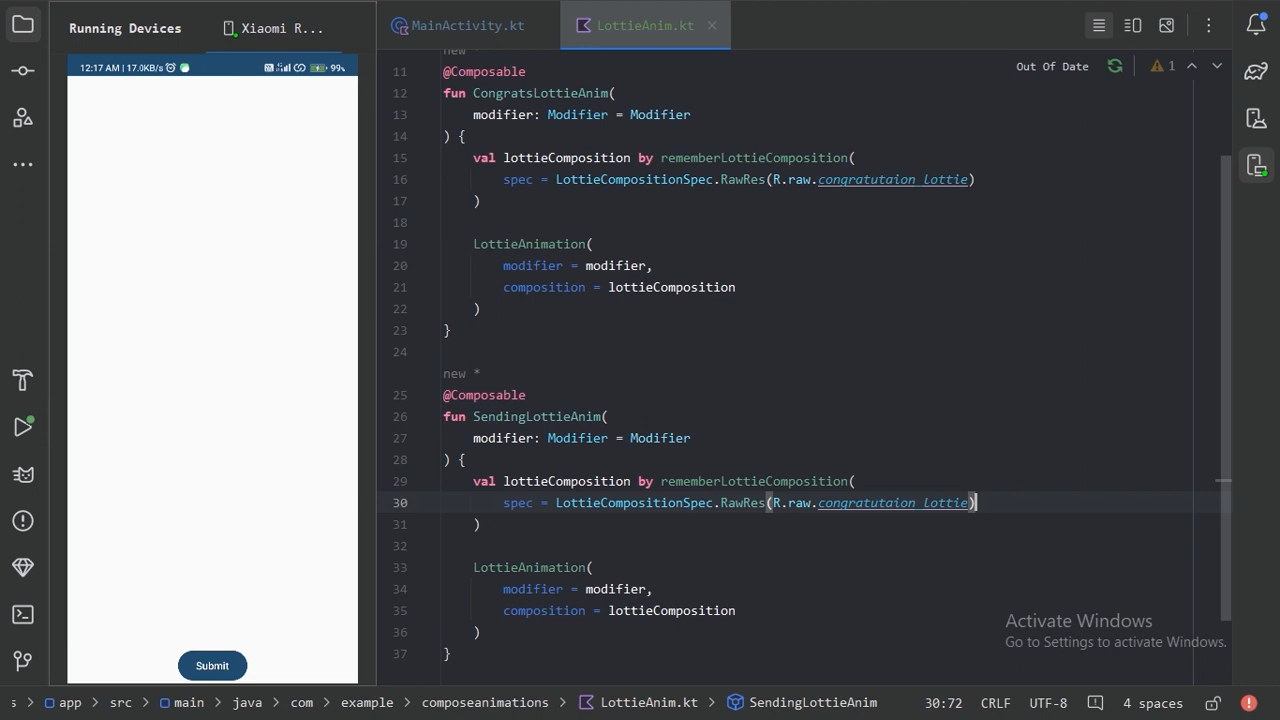 Running Devices
Xiaomi R...
MainActivity.kt
LottieAnim.kt
12:17 AM | 17.0KB/s
99%
Out Of Date
1
new *
11 @Composable
12 fun CongratsLottieAnim(
13 modifier: Modifier = Modifier
14 ) {
15 val lottieComposition by rememberLottieComposition(
16 spec = LottieCompositionSpec.RawRes(R.raw.congratutaion_lottie)
17 )
18
19 LottieAnimation(
20 modifier = modifier,
21 composition = lottieComposition
22 )
23 }
24
new *
25 @Composable
26 fun SendingLottieAnim(
27 modifier: Modifier = Modifier
28 ) {
29 val lottieComposition by rememberLottieComposition(
30 spec = LottieCompositionSpec.RawRes(R.raw.congratutaion_lottie)
31 )
32
33 LottieAnimation(
34 modifier = modifier,
35 composition = lottieComposition
36 )
37 }
Submit
Activate Windows
Go to Settings to activate Windows.
s > app > src > main > java > com > example > composeanimations > LottieAnim.kt > SendingLottieAnim
30:72 CRLF UTF-8 4 spaces